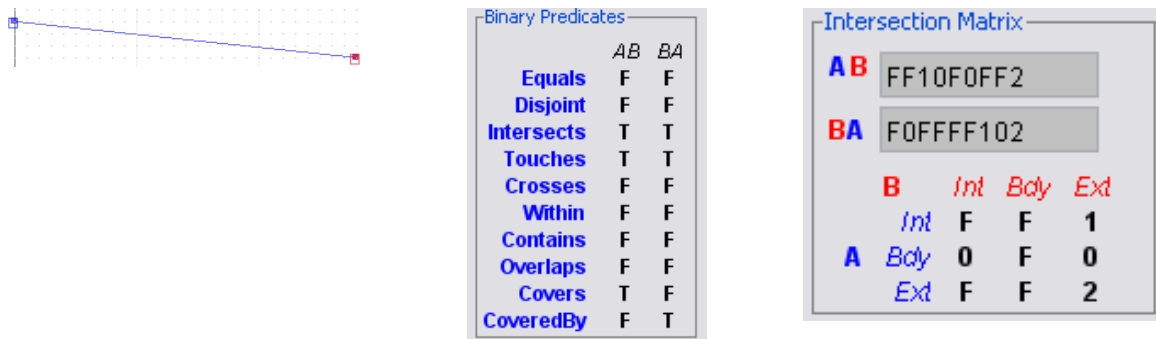 Binary Predicates
AB BA
Equals F F
Disjoint F F
Intersects T T
Touches T T
Crosses F F
Within F F
Contains F F
Overlaps F F
Covers T F
CoveredBy F T
Intersection Matrix
AB FF10F0FF2
BA F0FFFF102
B Int Bdy Ext
Int F F 1
A Bdy 0 F 0
Ext F F 2